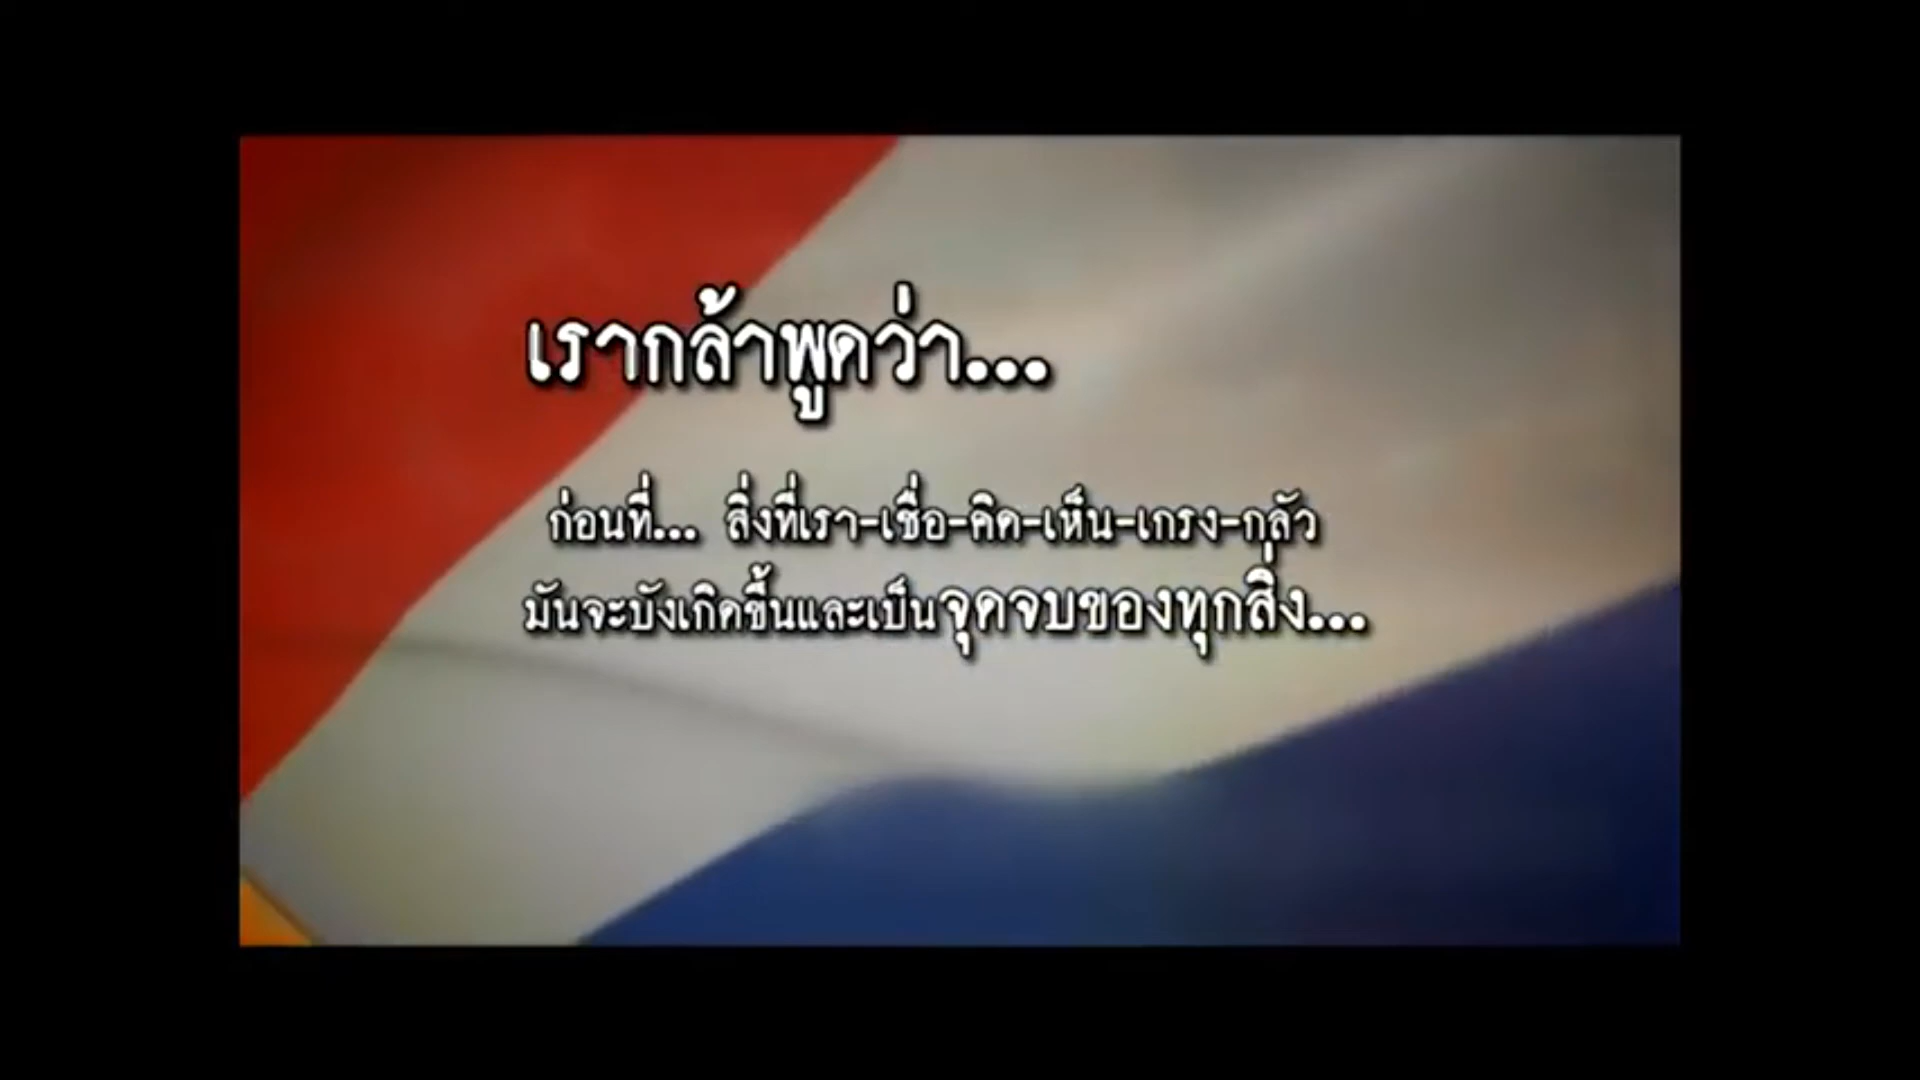 เรากล้าพูดว่า...
ก่อนที่... สิ่งที่เรา-เชื่อ-คิด-เห็น-เกรง-กลัว
มันจะบังเกิดขึ้นและเป็นจุดจบของทุกสิ่ง...